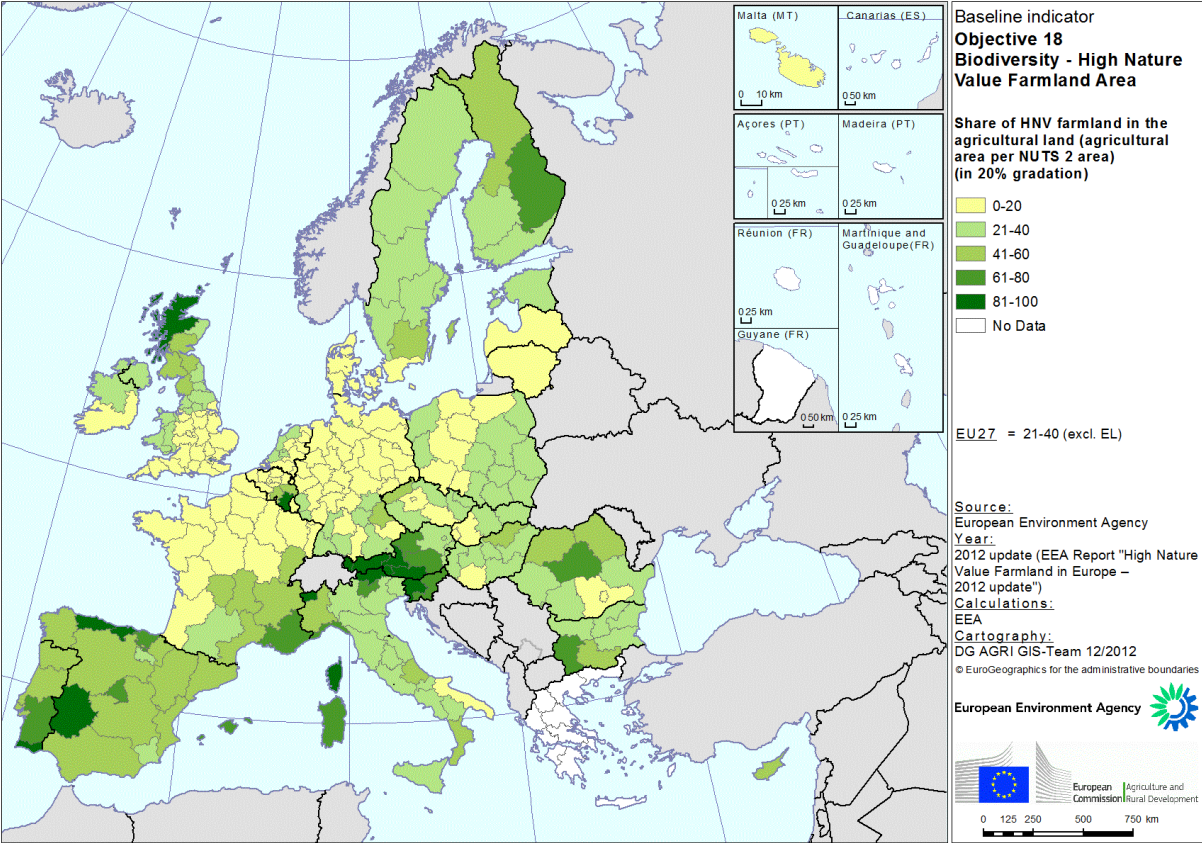 Malta (MT)
0 10 km
Canarias (ES)
0 50 km
Açores (PT)
0 25 km
Madeira (PT)
0 25 km
Réunion (FR)
0 25 km
Martinique and
Guadeloupe(FR)
0 25 km
Guyane (FR)
0 50 km
Baseline indicator
Objective 18
Biodiversity - High Nature
Value Farmland Area
Share of HNV farmland in the
agricultural land (agricultural
area per NUTS 2 area)
(in 20% gradation)
0-20
21-40
41-60
61-80
81-100
No Data
EU27 = 21-40 (excl. EL)
Source:
European Environment Agency
Year:
2012 update (EEA Report "High Nature
Value Farmland in Europe –
2012 update")
Calculations:
EEA
Cartography:
DG AGRI GIS-Team 12/2012
© EuroGeographics for the administrative boundaries
European Environment Agency
European
Commission
Agriculture and
Rural Development
0 125 250 500 750 km